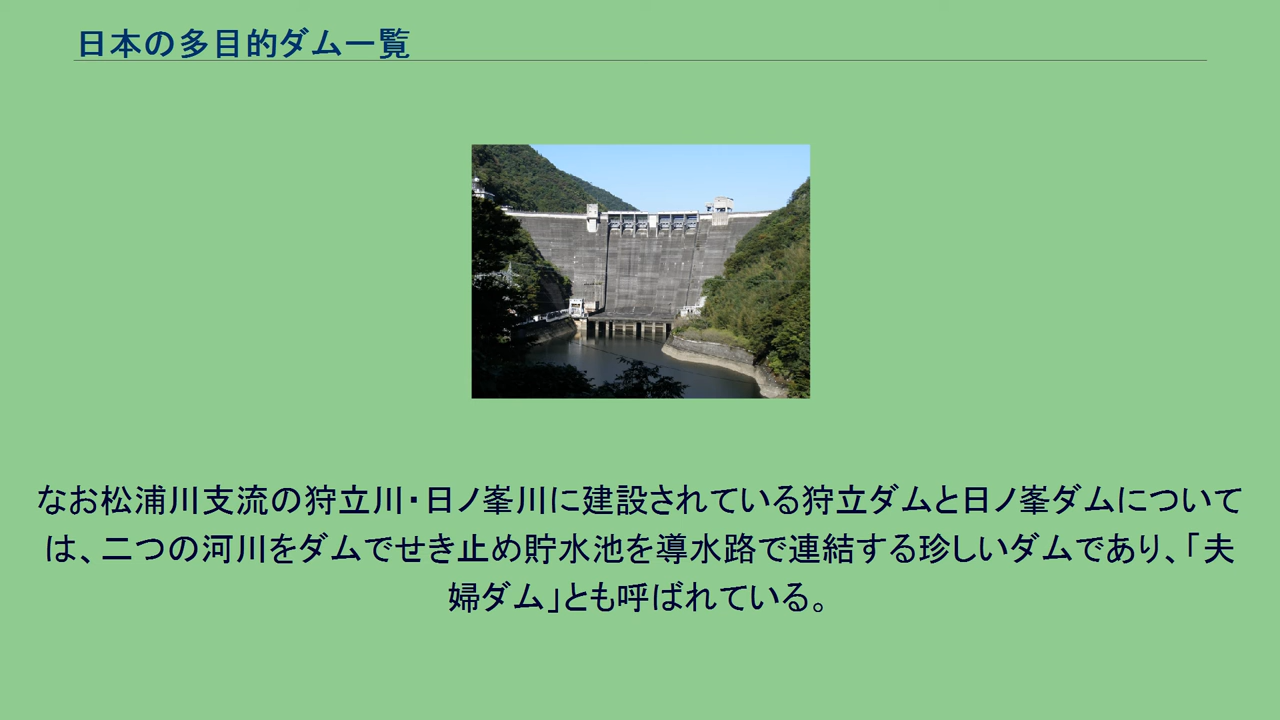 日本の多目的ダム一覧
なお松浦川支流の狩立川・日ノ峯川に建設されている狩立ダムと日ノ峯ダムについて
は、二つの河川をダムでせき止め貯水池を導水路で連結する珍しいダムであり、「夫
婦ダム」とも呼ばれている。